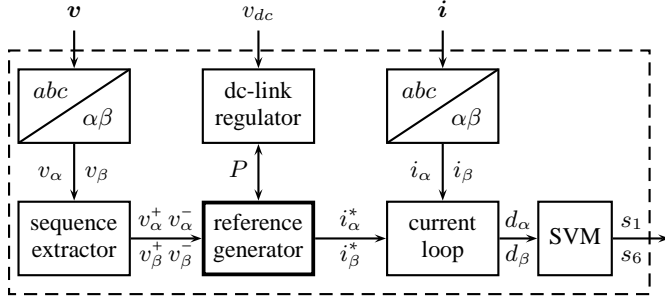 v v_dc i
abc dc-link abc
αβ regulator αβ
v_α v_β P i_α i_β
sequence v_α^+ v_α^- reference i_α^* current d_α SVM s_1
extractor v_β^+ v_β^- generator i_β^* loop d_β s_6